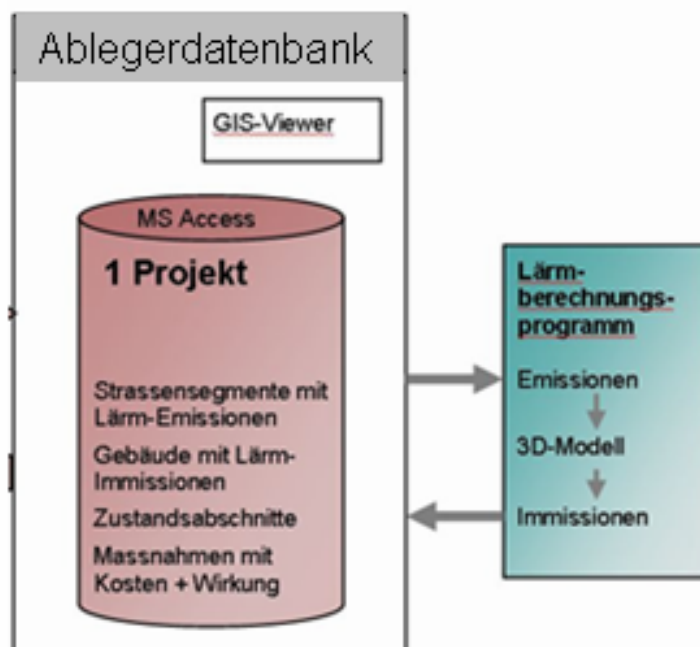 Ablegerdatenbank
GIS-Viewer
MS Access
1 Projekt
Strassensegmente mit
Lärm-Emissionen
Gebäude mit Lärm-
Immissionen
Zustandsabschnitte
Massnahmen mit
Kosten + Wirkung
Lärm-
berechnungs-
programm
Emissionen
3D-Modell
Immissionen